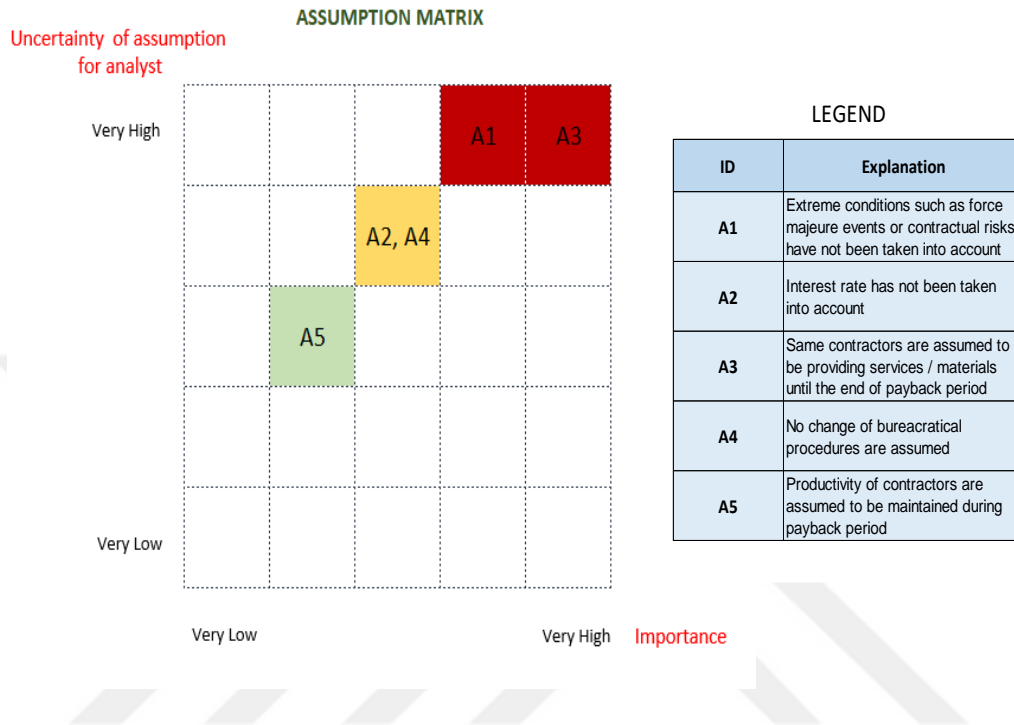 ASSUMPTION MATRIX
Uncertainty of assumption
for analyst
Very High
A1
A3
A2, A4
A5
Very Low
Very Low
Very High
Importance
LEGEND
ID
Explanation
A1
Extreme conditions such as force
majeure events or contractual risks
have not been taken into account
A2
Interest rate has not been taken
into account
A3
Same contractors are assumed to
be providing services / materials
until the end of payback period
A4
No change of bureacratical
procedures are assumed
A5
Productivity of contractors are
assumed to be maintained during
payback period